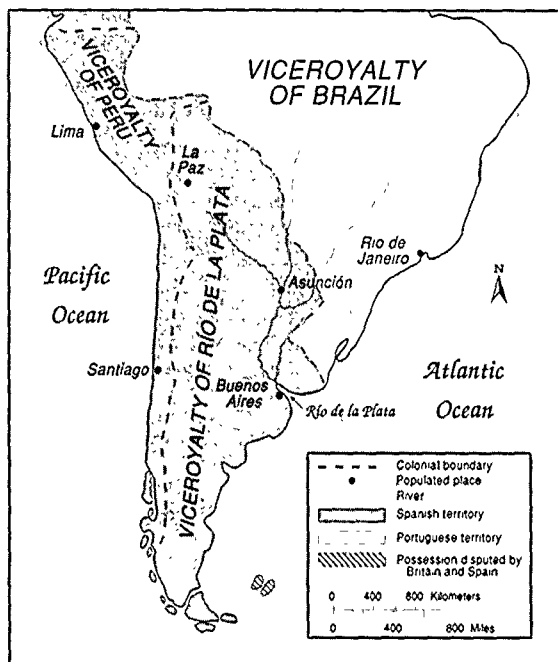 VICEROYALTY
OF PERU
VICEROYALTY
OF BRAZIL
Lima
La
Paz
VICEROYALTY OF RÍO DE LA PLATA
Rio de
Janeiro
Asunción
N
Pacific
Ocean
Santiago
Buenos
Aires
Río de la Plata
Atlantic
Ocean
Colonial boundary
Populated place
River
Spanish territory
Portuguese territory
Possession disputed by
Britain and Spain
0 400 800 Kilometers
0 400 800 Miles